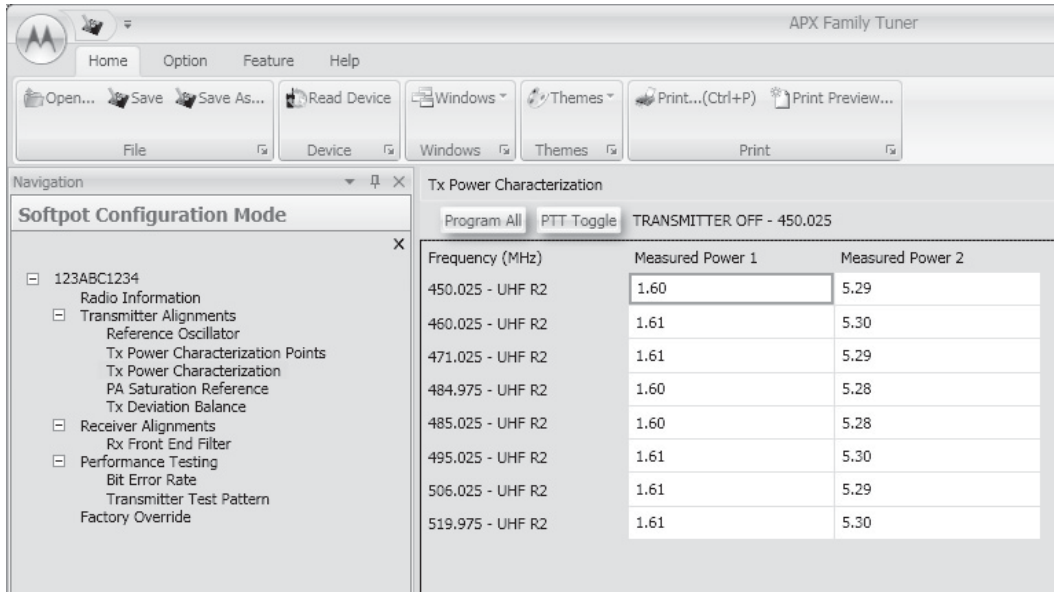 APX Family Tuner
Home Option Feature Help
Open... Save Save As... Read Device Windows Themes Print...(Ctrl+P) Print Preview...
File Device Windows Themes Print
Navigation
Softpot Configuration Mode
X
123ABC1234
Radio Information
Transmitter Alignments
Reference Oscillator
Tx Power Characterization Points
Tx Power Characterization
PA Saturation Reference
Tx Deviation Balance
Receiver Alignments
Rx Front End Filter
Performance Testing
Bit Error Rate
Transmitter Test Pattern
Factory Override
Tx Power Characterization
Program All PTT Toggle TRANSMITTER OFF - 450.025
Frequency (MHz) Measured Power 1 Measured Power 2
450.025 - UHF R2 1.60 5.29
460.025 - UHF R2 1.61 5.30
471.025 - UHF R2 1.61 5.29
484.975 - UHF R2 1.60 5.28
485.025 - UHF R2 1.60 5.28
495.025 - UHF R2 1.61 5.30
506.025 - UHF R2 1.61 5.29
519.975 - UHF R2 1.61 5.30